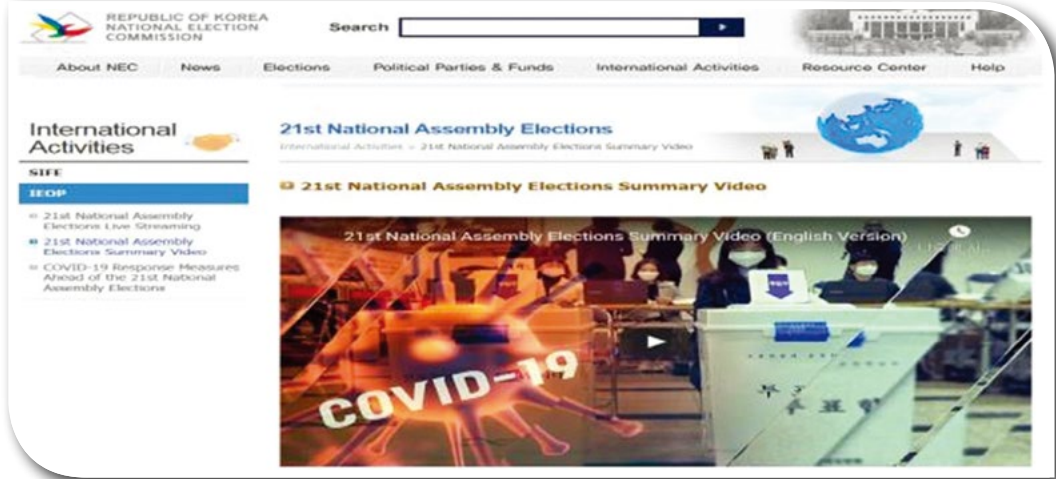 REPUBLIC OF KOREA
NATIONAL ELECTION
COMMISSION
Search
About NEC News Elections Political Parties & Funds International Activities Resource Center Help
International
Activities
SIFE
IEOP
21st National Assembly
Elections Live Streaming
21st National Assembly
Elections Summary Video
COVID-19 Response Measures
Ahead of the 21st National
Assembly Elections
21st National Assembly Elections
International Activities » 21st National Assembly Elections Summary Video
21st National Assembly Elections Summary Video
21st National Assembly Elections Summary Video (English Version)
COVID-19
투표함